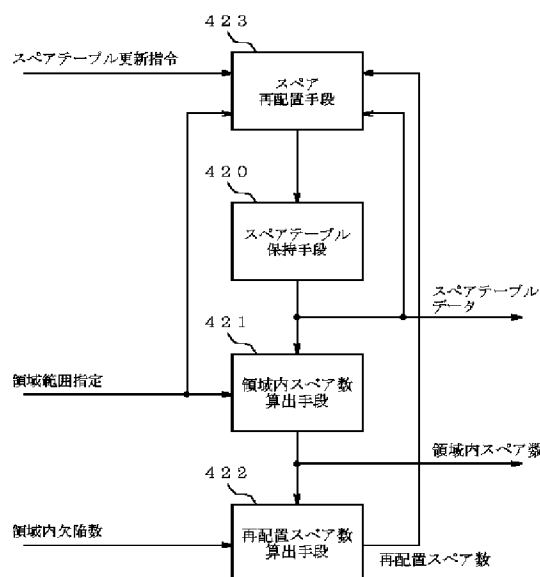 ４２３
スペアテーブル更新指令
スペア
再配置手段
４２０
スペアテーブル
保持手段
スペアテーブル
データ
４２１
領域範囲指定
領域内スペア数
算出手段
領域内スペア数
４２２
領域内欠陥数
再配置スペア数
算出手段
再配置スペア数